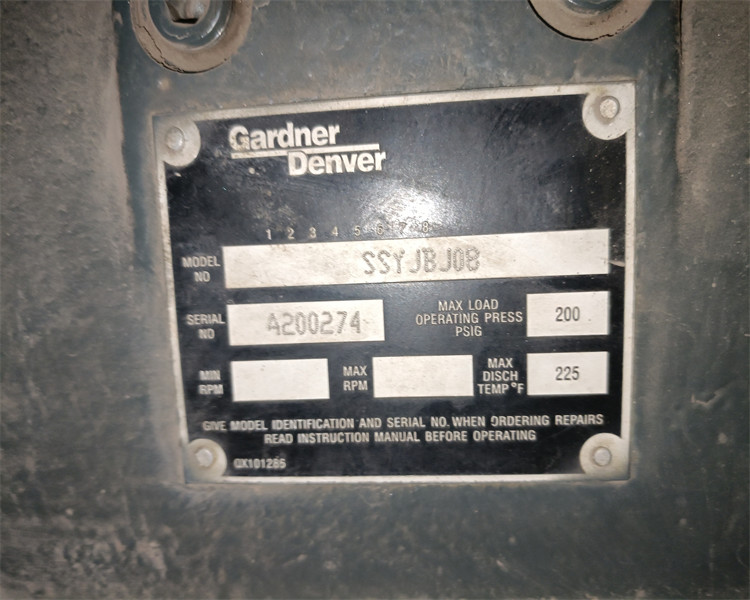 Gardner
Denver
1 2 3 4 5 6 7 8
MODEL NO SSYJBJ08
SERIAL NO A200274
MAX LOAD OPERATING PRESS PSIG 200
MIN RPM
MAX RPM
MAX DISCH TEMP °F 225
GIVE MODEL IDENTIFICATION AND SERIAL NO. WHEN ORDERING REPAIRS
READ INSTRUCTION MANUAL BEFORE OPERATING
QX101285